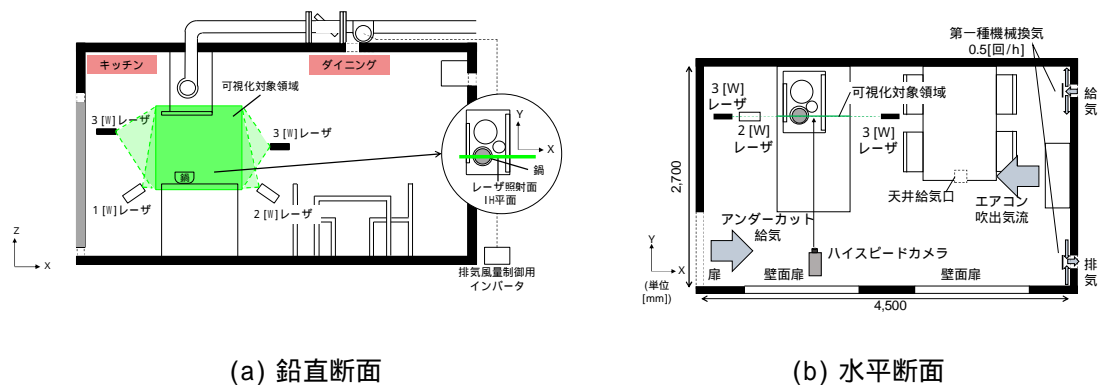 キッチン
ダイニング
可視化対象領域
3 [W]レーザ
3 [W]レーザ
鍋
1 [W]レーザ
2 [W]レーザ
Y
X
鍋
レーザ照射面
IH平面
Z
X
排気風量制御用
インバータ
(a) 鉛直断面
第一種機械換気
0.5[回/h]
3 [W]
レーザ
2 [W]
レーザ
可視化対象領域
3 [W]
レーザ
給気
2,700
天井給気口
エアコン
吹出気流
アンダーカット
給気
ハイスピードカメラ
Y
X
(単位
[mm])
扉
壁面扉
壁面扉
排気
4,500
(b) 水平断面